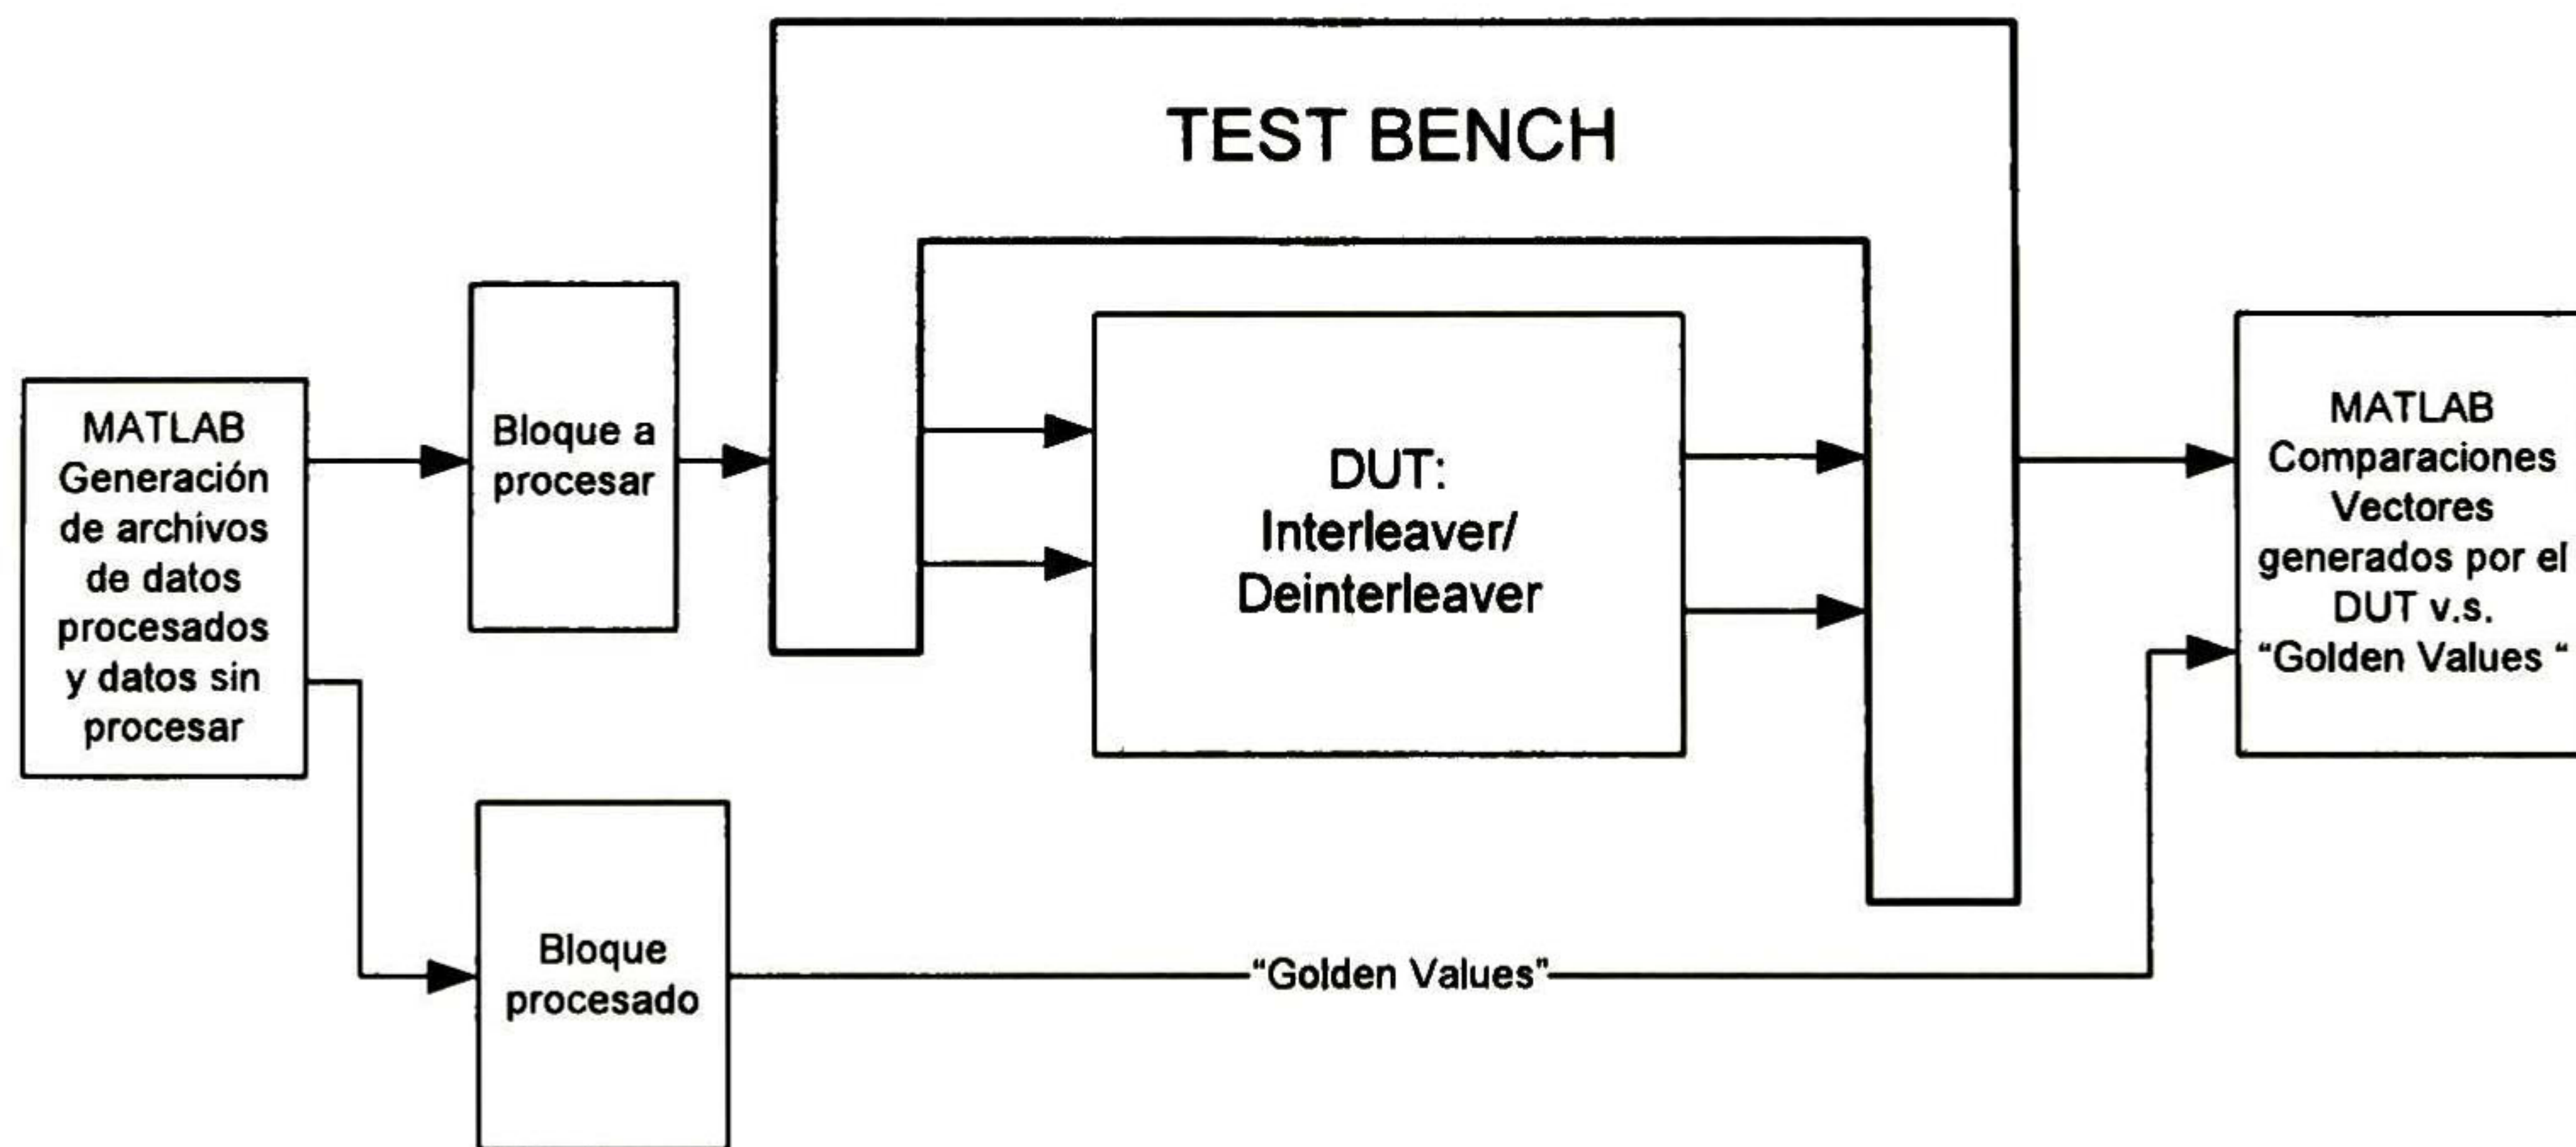 TEST BENCH
MATLAB
Generación
de archivos
de datos
procesados
y datos sin
procesar
Bloque a
procesar
DUT:
Interleaver/
Deinterleaver
MATLAB
Comparaciones
Vectores
generados por el
DUT v.s.
“Golden Values “
Bloque
procesado
“Golden Values”